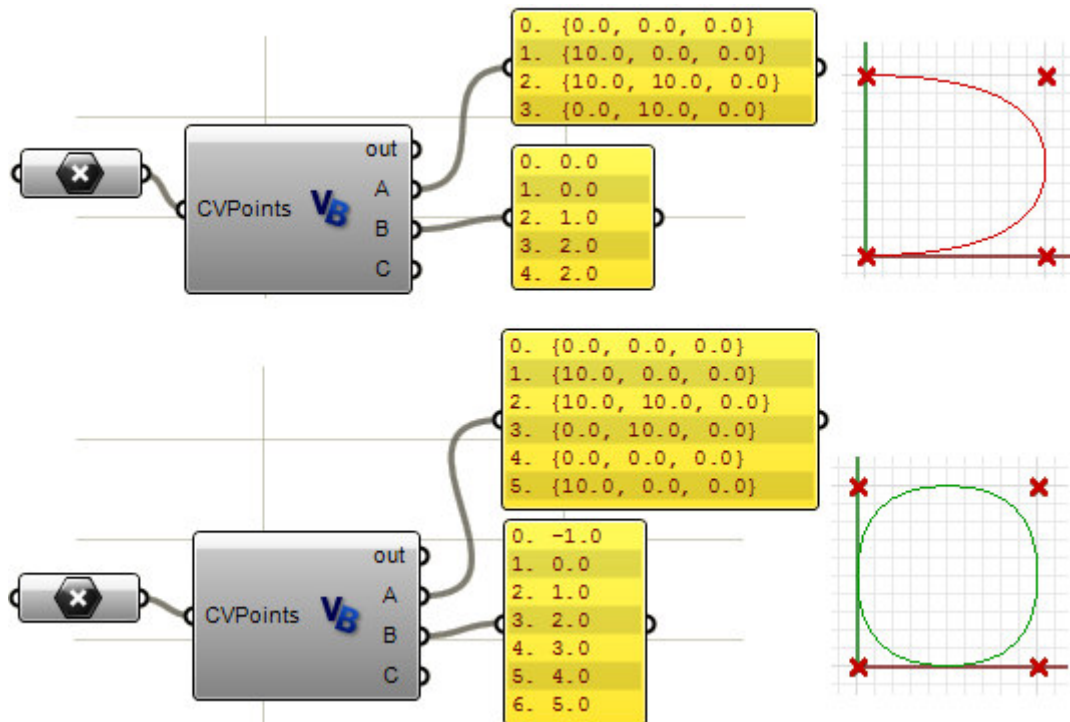 0. {0.0, 0.0, 0.0}
1. {10.0, 0.0, 0.0}
2. {10.0, 10.0, 0.0}
3. {0.0, 10.0, 0.0}
CVPoints
VB
out
A
B
C
0. 0.0
1. 0.0
2. 1.0
3. 2.0
4. 2.0
0. {0.0, 0.0, 0.0}
1. {10.0, 0.0, 0.0}
2. {10.0, 10.0, 0.0}
3. {0.0, 10.0, 0.0}
4. {0.0, 0.0, 0.0}
5. {10.0, 0.0, 0.0}
CVPoints
VB
out
A
B
C
0. -1.0
1. 0.0
2. 1.0
3. 2.0
4. 3.0
5. 4.0
6. 5.0